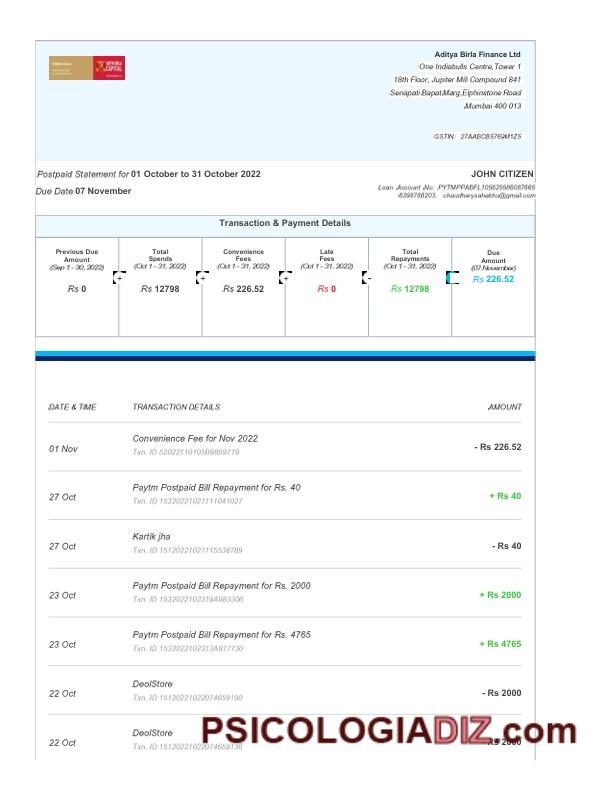 ADITYA BIRLA
CAPITAL
Aditya Birla Finance Ltd
One Indiabulls Centre,Tower 1
18th Floor, Jupiter Mill Compound 841
Senapati BapatMarg,Elphinstone Road
Mumbai 400 013
GSTIN: 27AABCB5769M1Z5
Postpaid Statement for 01 October to 31 October 2022
JOHN CITIZEN
Due Date 07 November
Loan Account No: PYTMPPABFL105625586087665
6398788203, chaudharysahabhu@gmail.com
Transaction & Payment Details
Previous Due Amount (Sep 1 - 30, 2022) Rs 0
+
Total Spends (Oct 1 - 31, 2022) Rs 12798
+
Convenience Fees (Oct 1 - 31, 2022) Rs 226.52
+
Late Fees (Oct 1 - 31, 2022) Rs 0
-
Total Repayments (Oct 1 - 31, 2022) Rs 12798
Due Amount (07.November) Rs 226.52
DATE & TIME TRANSACTION DETAILS AMOUNT
Convenience Fee for Nov 2022
01 Nov - Rs 226.52
Txn. ID 52022110105B9859719
Paytm Postpaid Bill Repayment for Rs. 40
27 Oct + Rs 40
Txn. ID 15320221027111041027
Kartik jha
27 Oct - Rs 40
Txn. ID 15120221027115538789
Paytm Postpaid Bill Repayment for Rs. 2000
23 Oct + Rs 2000
Txn. ID 1532022102319A983306
Paytm Postpaid Bill Repayment for Rs. 4765
23 Oct + Rs 4765
Txn. ID 1532022102313A977730
DeolStore
22 Oct - Rs 2000
Txn. ID 15120221022074659190
DeolStore
22 Oct Rs 2000
Txn. ID 15120221022074659136
PSICOLOGIADIZ.com